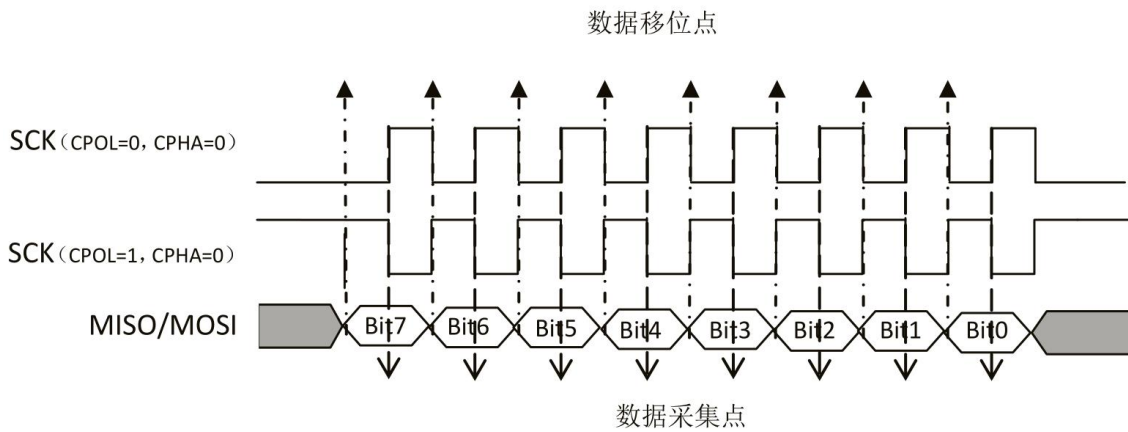 数据移位点
SCK（CPOL=0，CPHA=0）
SCK（CPOL=1，CPHA=0）
MISO/MOSI Bit7 Bit6 Bit5 Bit4 Bit3 Bit2 Bit1 Bit0
数据采集点